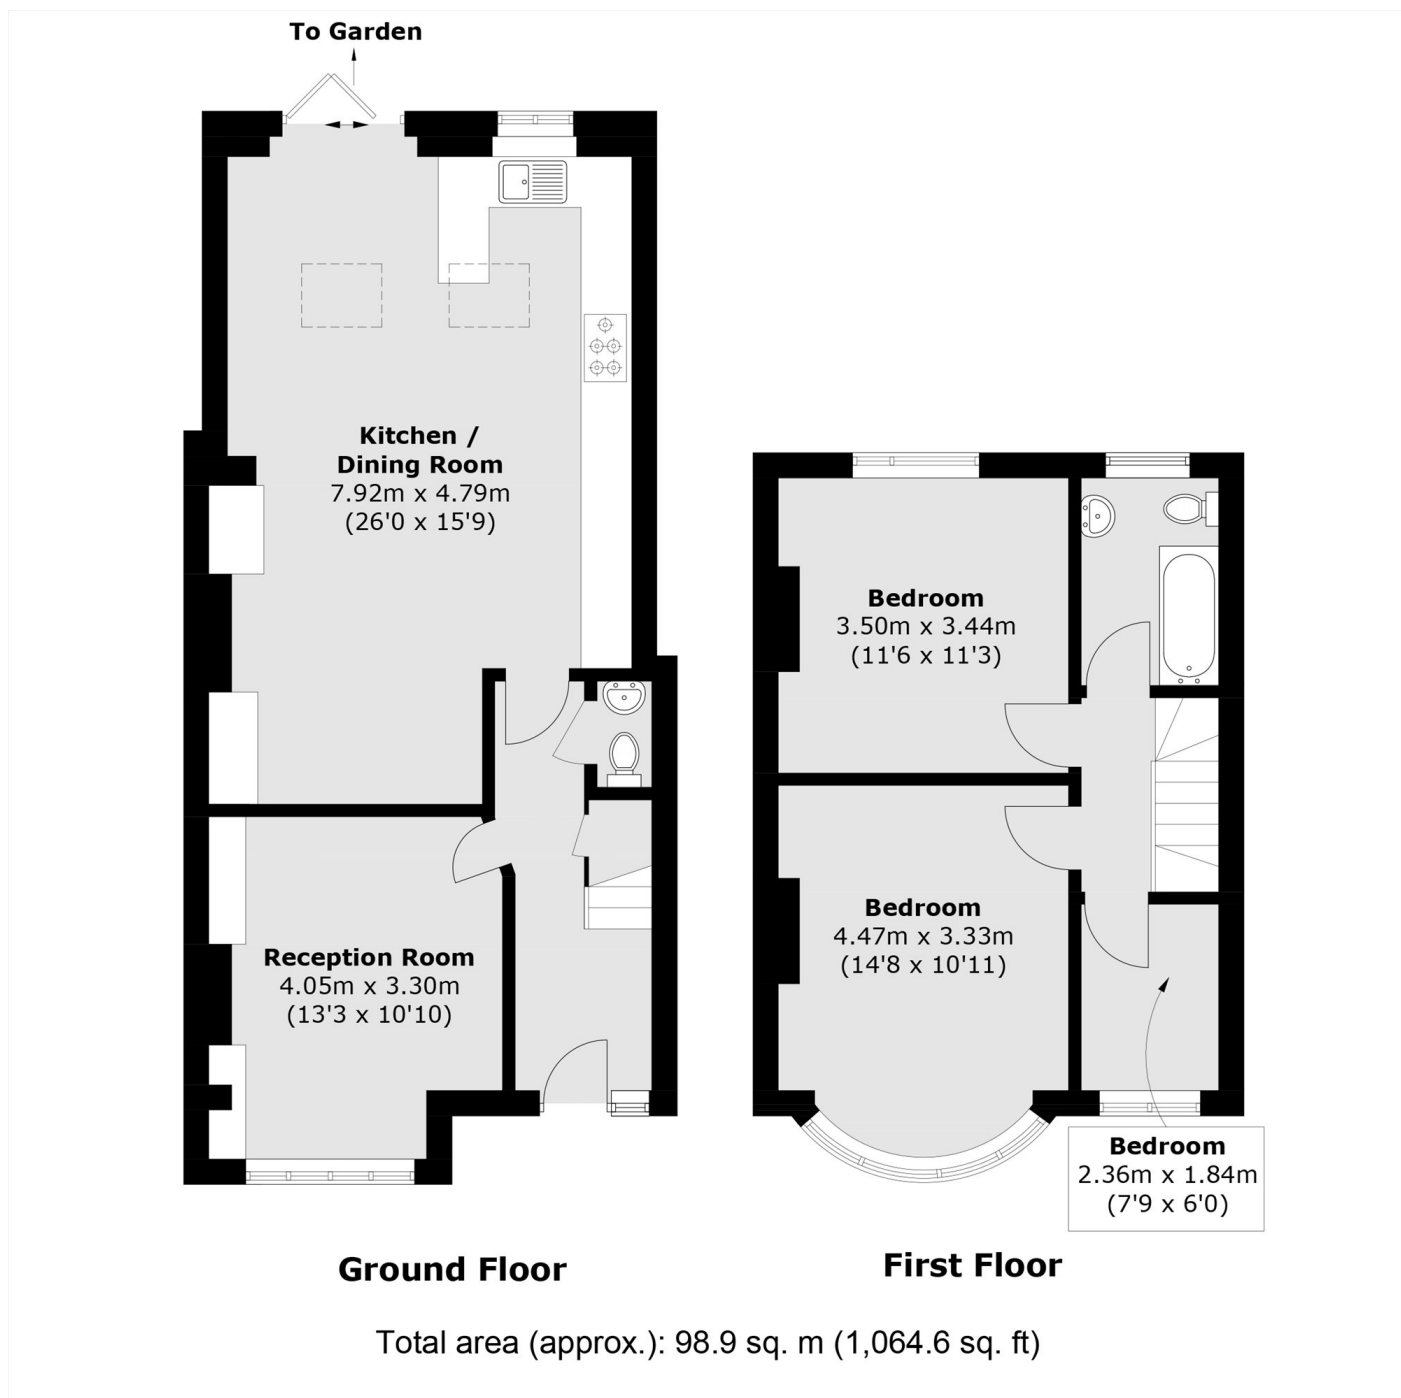 To Garden
Kitchen /
Dining Room
7.92m x 4.79m
(26'0 x 15'9)
Reception Room
4.05m x 3.30m
(13'3 x 10'10)
Bedroom
3.50m x 3.44m
(11'6 x 11'3)
Bedroom
4.47m x 3.33m
(14'8 x 10'11)
Bedroom
2.36m x 1.84m
(7'9 x 6'0)
Ground Floor
First Floor
Total area (approx.): 98.9 sq. m (1,064.6 sq. ft)